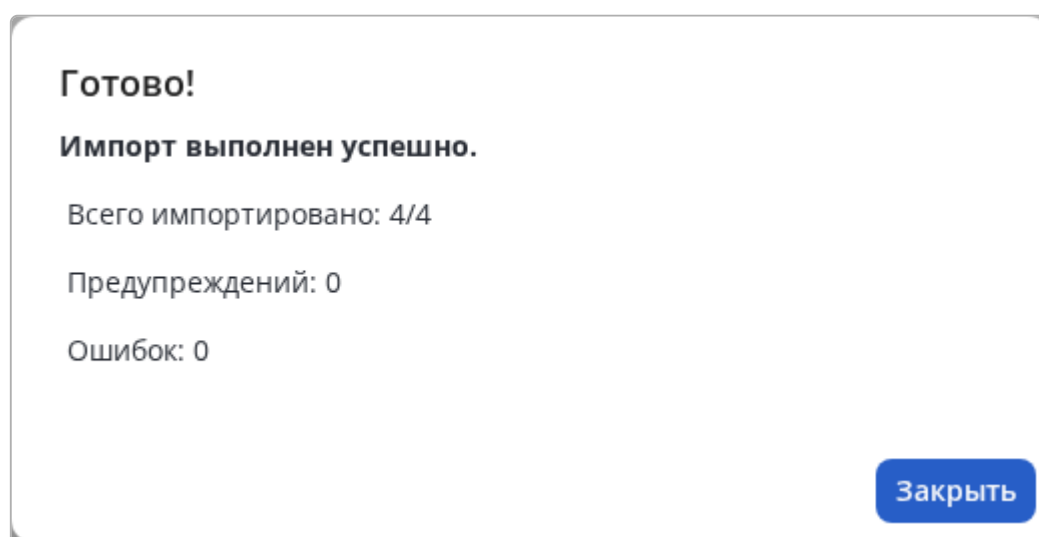 Готово!
Импорт выполнен успешно.
Всего импортировано: 4/4
Предупреждений: 0
Ошибок: 0
Закрыть